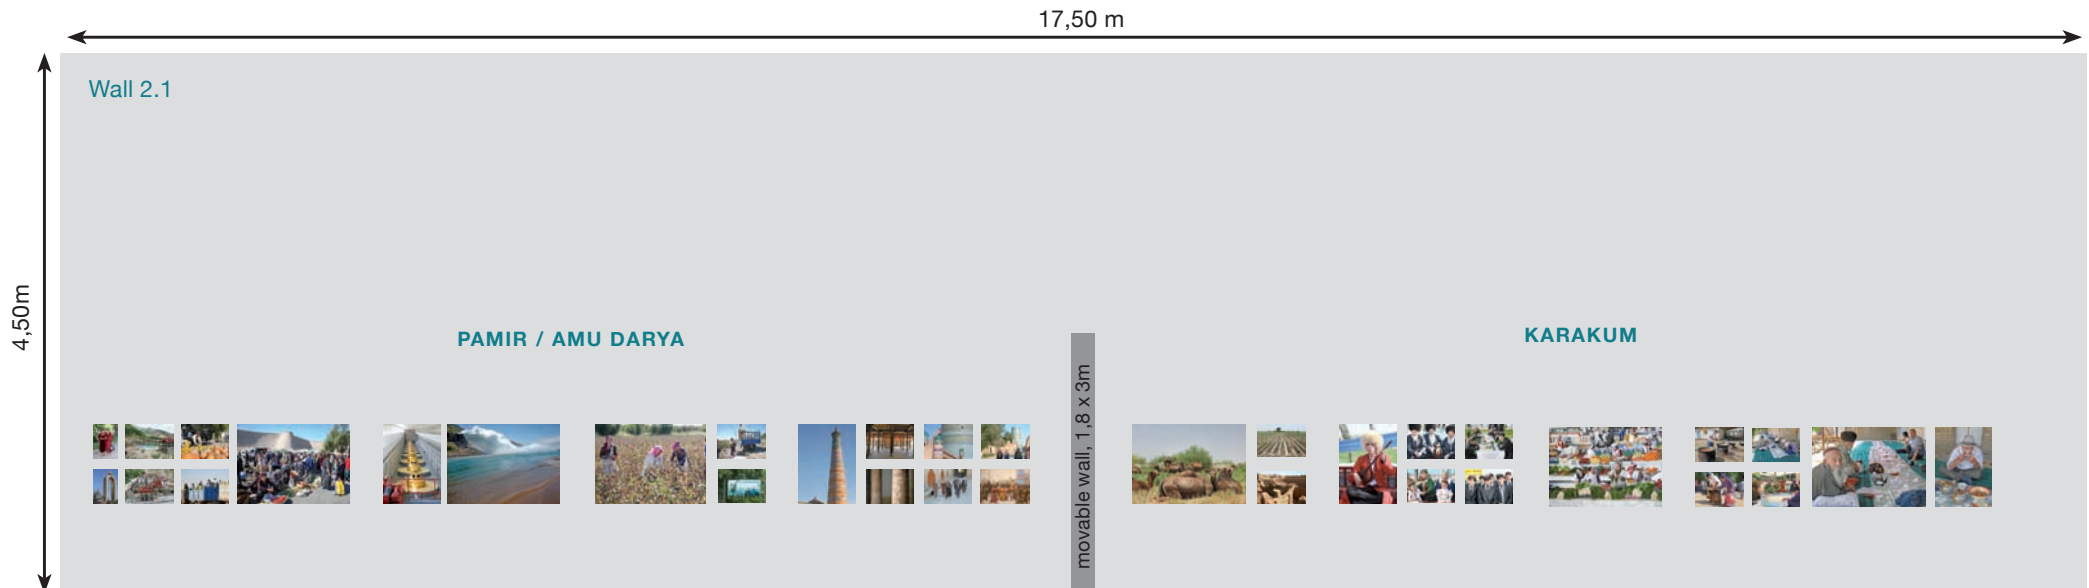 17,50 m
Wall 2.1
4,50m
PAMIR / AMU DARYA
KARAKUM
movable wall, 1,8 x 3m